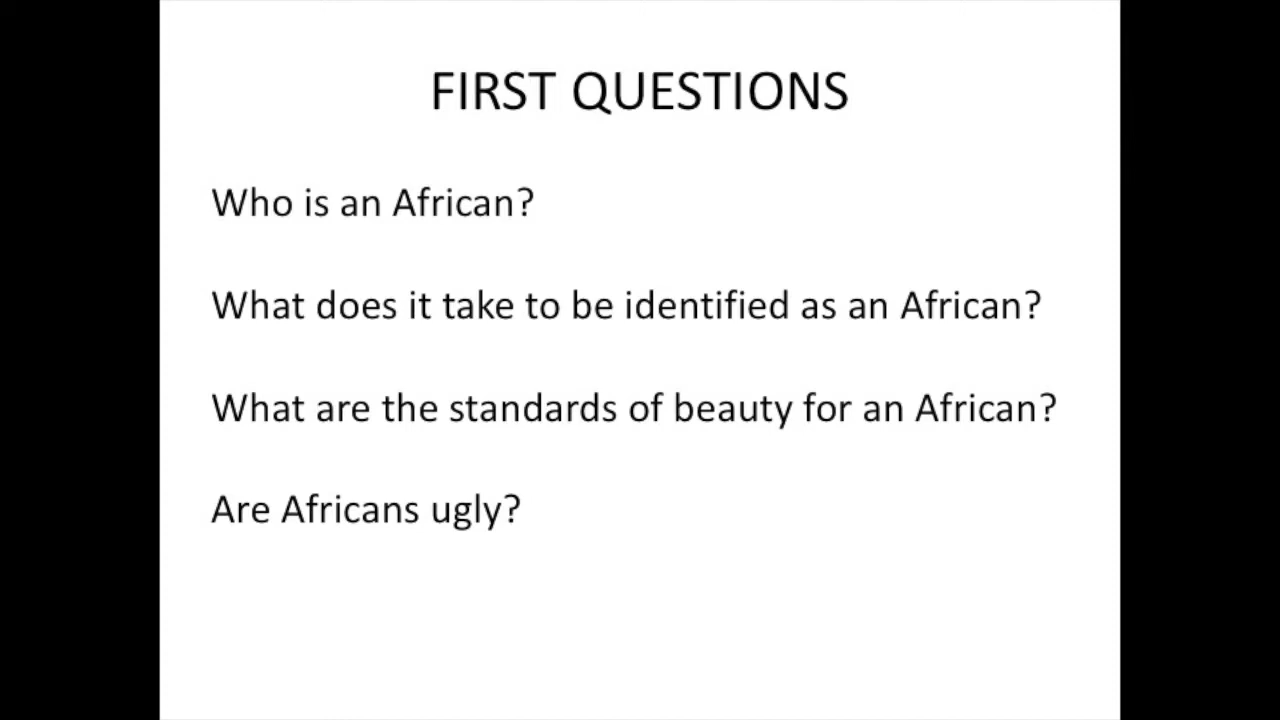 FIRST QUESTIONS
Who is an African?
What does it take to be identified as an African?
What are the standards of beauty for an African?
Are Africans ugly?